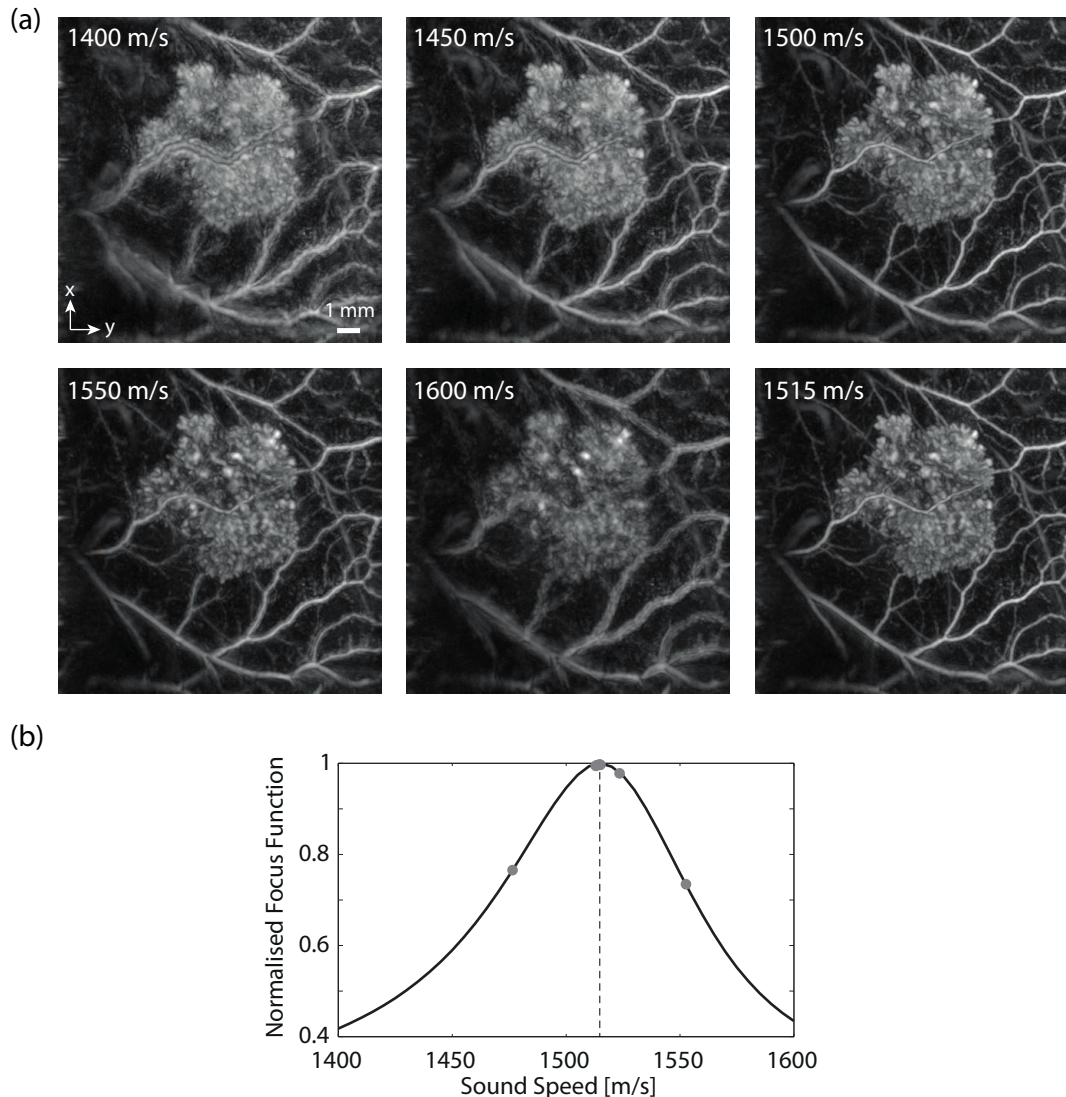 (a)
1400 m/s
1450 m/s
1500 m/s
x
y
1 mm
1550 m/s
1600 m/s
1515 m/s
(b)
Normalised Focus Function
1
0.8
0.6
0.4
1400
1450
1500
1550
1600
Sound Speed [m/s]